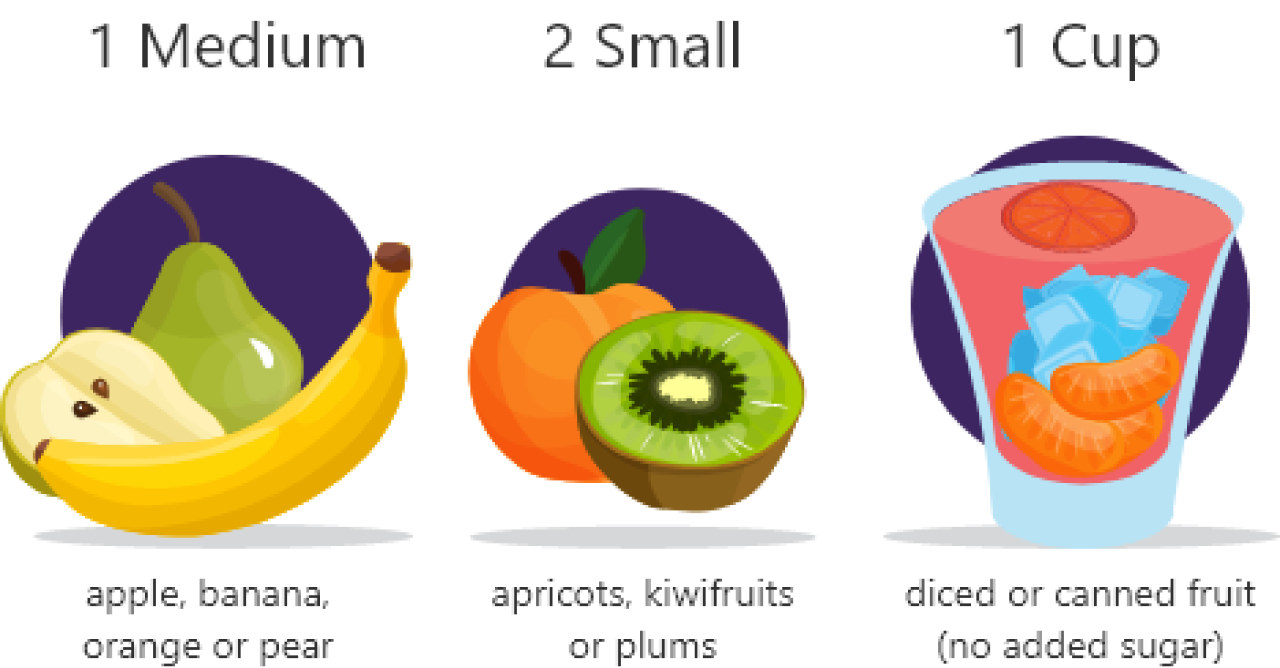 1 Medium
2 Small
1 Cup
apple, banana,
orange or pear
apricots, kiwifruits
or plums
diced or canned fruit
(no added sugar)